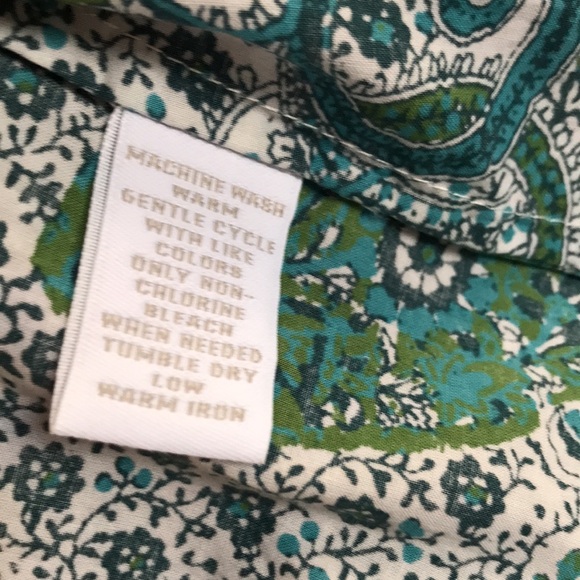 MACHINE WASH
WARM
GENTLE CYCLE
WITH LIKE
COLORS
ONLY NON-
CHLORINE
BLEACH
WHEN NEEDED
TUMBLE DRY
LOW
WARM IRON